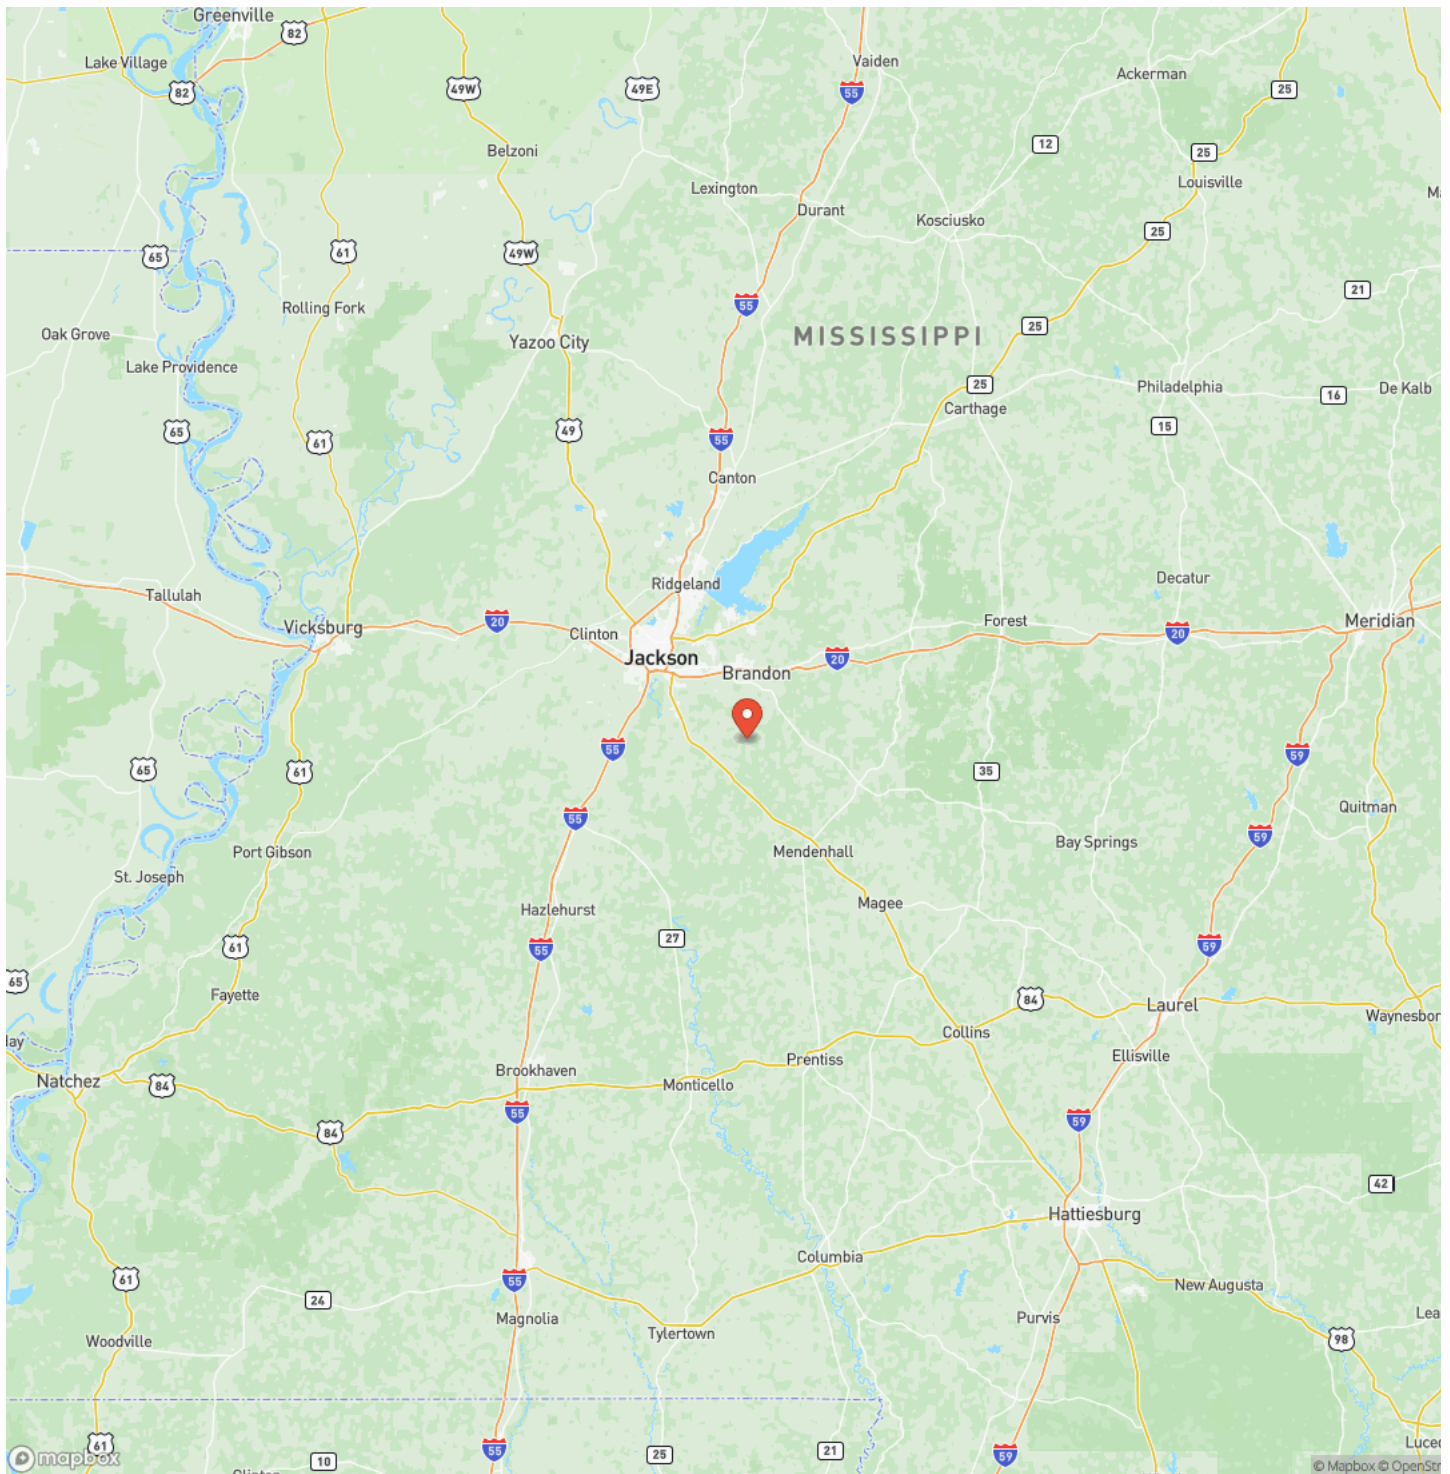 Greenville
82
Lake Village
82
49W
49E
Vaiden
55
Ackerman
25
Belzoni
12
25
Lexington
Louisville
Durant
Kosciusko
25
65
61
49W
Rolling Fork
55
21
Oak Grove
Yazoo City
MISSISSIPPI
25
Lake Providence
25
Philadelphia
16
De Kalb
Carthage
65
61
49
55
15
Canton
Ridgeland
Decatur
Tallulah
Vicksburg
20
Clinton
Forest
20
Meridian
Jackson
20
Brandon
55
59
65
61
35
55
Quitman
59
Port Gibson
Mendenhall
Bay Springs
St. Joseph
Hazlehurst
Magee
61
55
27
59
65
Fayette
84
Laurel
Waynesbor
Collins
Prentiss
Ellisville
Natchez
84
Brookhaven
Monticello
55
59
84
42
Hattiesburg
Columbia
61
55
New Augusta
24
Magnolia
Purvis
Tylertown
Woodville
98
61
55
25
21
59
10
mapbox
© Mapbox © OpenStr